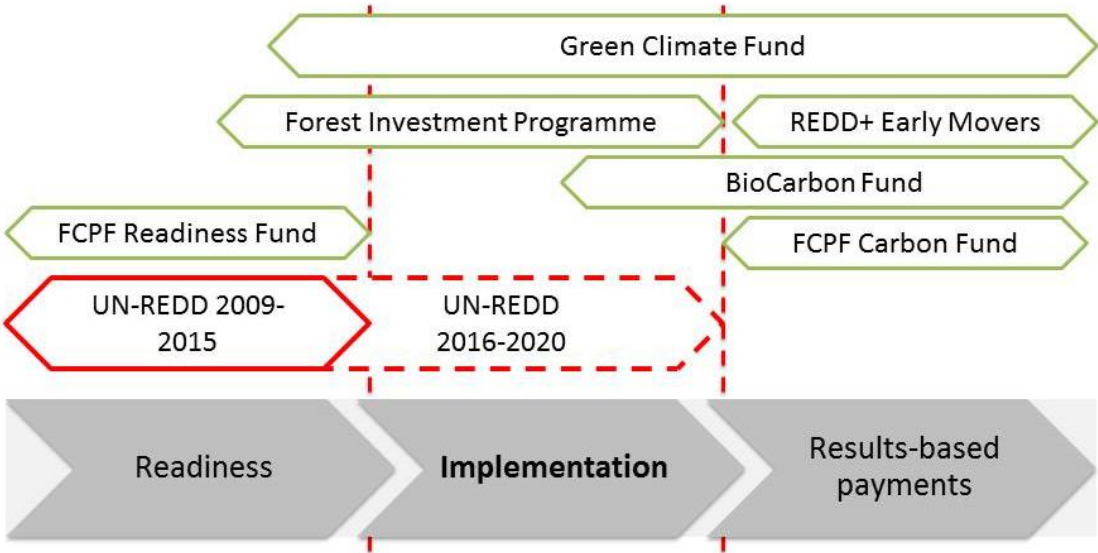 Green Climate Fund
Forest Investment Programme
REDD+ Early Movers
BioCarbon Fund
FCPF Readiness Fund
FCPF Carbon Fund
UN-REDD 2009-
2015
UN-REDD
2016-2020
Readiness
Implementation
Results-based
payments